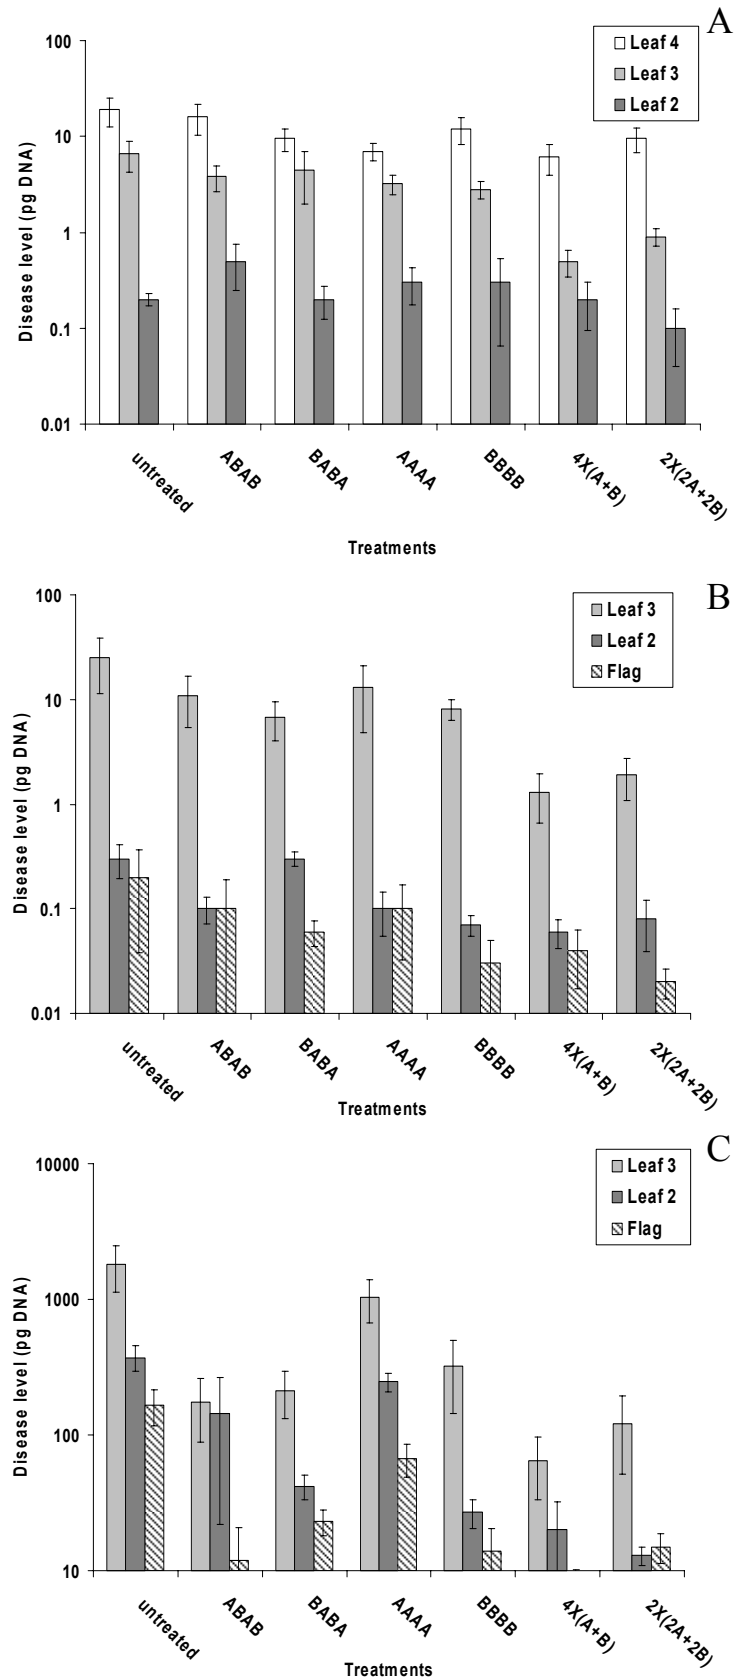 A
100
10
1
0.1
0.01
Disease level (pg DNA)
Leaf 4
Leaf 3
Leaf 2
untreated
ABAB
BABA
AAAA
BBBB
4X(A+B)
2X(2A+2B)
Treatments
B
100
10
1
0.1
0.01
Disease level (pg DNA)
Leaf 3
Leaf 2
Flag
untreated
ABAB
BABA
AAAA
BBBB
4X(A+B)
2X(2A+2B)
Treatments
C
10000
1000
100
10
Disease level (pg DNA)
Leaf 3
Leaf 2
Flag
untreated
ABAB
BABA
AAAA
BBBB
4X(A+B)
2X(2A+2B)
Treatments